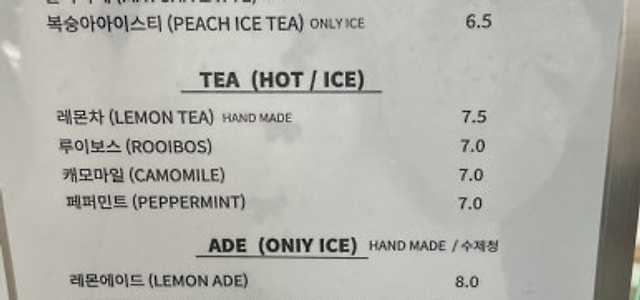 복숭아아이스티 (PEACH ICE TEA) ONLY ICE 6.5
TEA (HOT / ICE)
레몬차 (LEMON TEA) HAND MADE 7.5
루이보스 (ROOIBOS) 7.0
캐모마일 (CAMOMILE) 7.0
페퍼민트 (PEPPERMINT) 7.0
ADE (ONIY ICE) HAND MADE / 수제청
레몬에이드 (LEMON ADE) 8.0